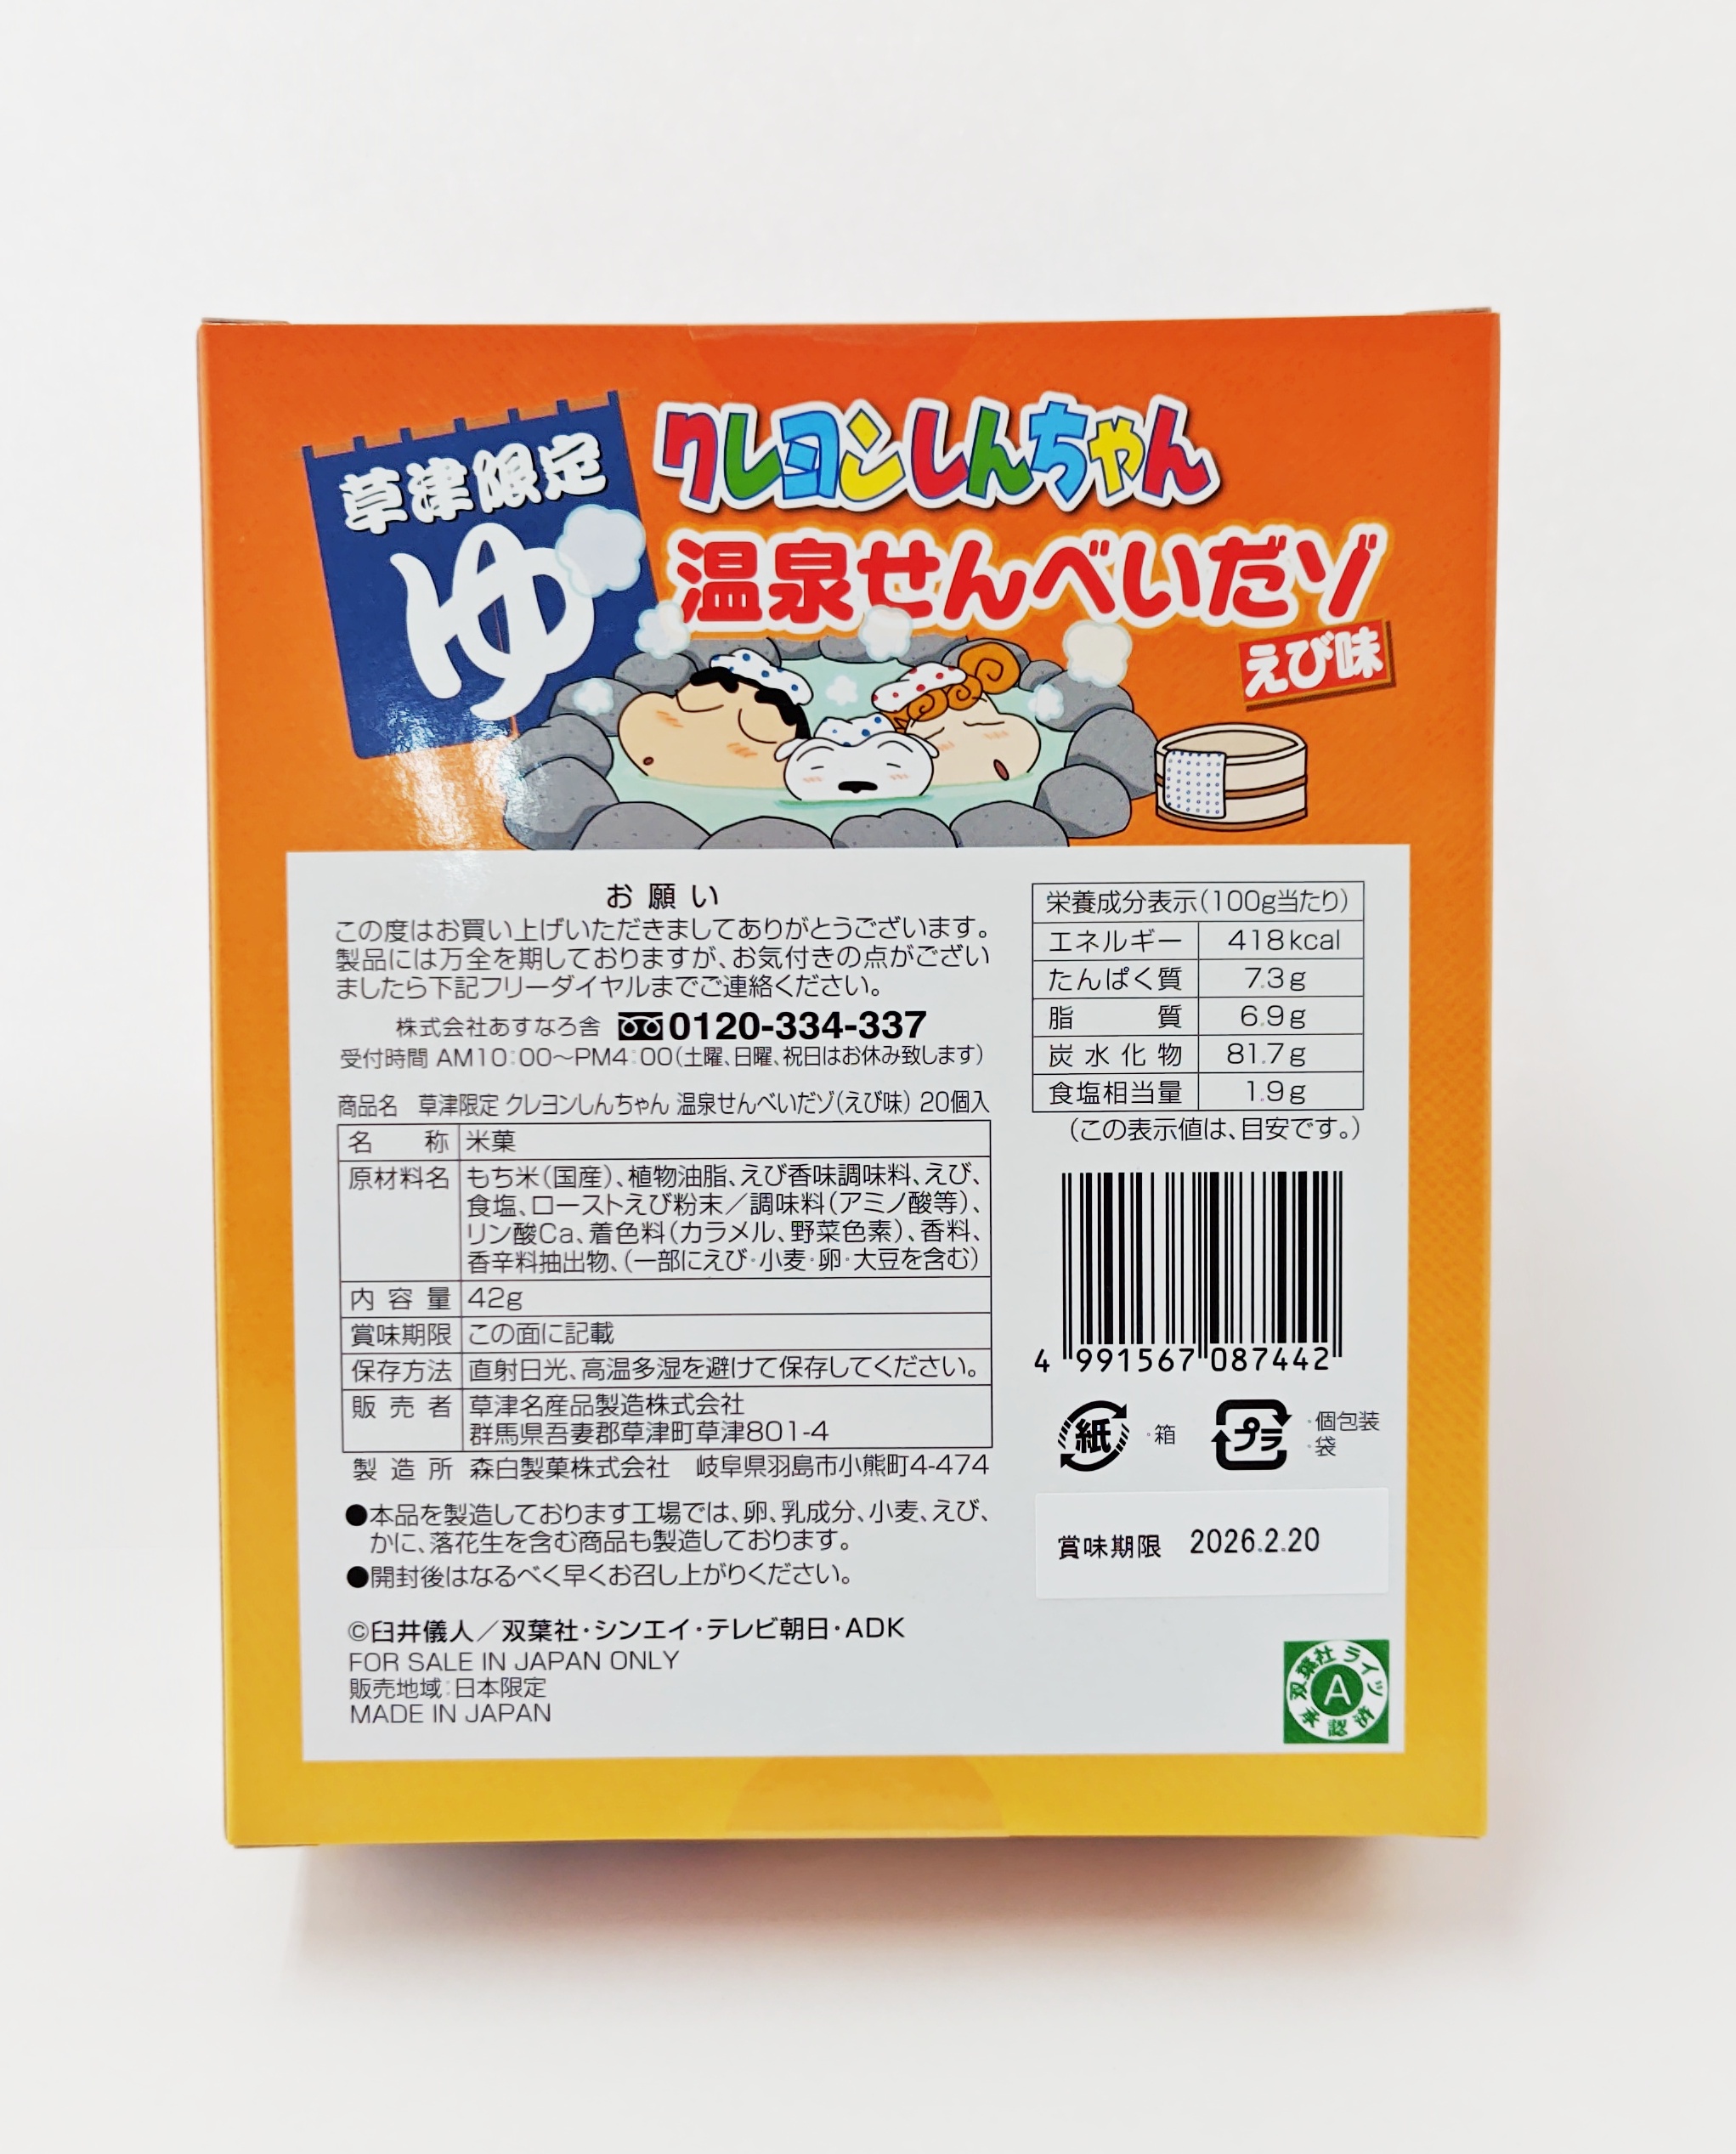 草津限定
ゆ
クレヨンしんちゃん
温泉せんべいだゾ
えび味
お願い
この度はお買い上げいただきましてありがとうございます。
製品には万全を期しておりますが、お気付きの点がござい
ましたら下記フリーダイヤルまでご連絡ください。
株式会社あすなろ舎 0120-334-337
受付時間 AM10:00～PM4:00(土曜、日曜、祝日はお休み致します)
商品名 草津限定 クレヨンしんちゃん 温泉せんべいだゾ(えび味) 20個入
名称 米菓
原材料名 もち米(国産)、植物油脂、えび香味調味料、えび、
食塩、ローストえび粉末／調味料(アミノ酸等)、
リン酸Ca、着色料(カラメル、野菜色素)、香料、
香辛料抽出物、(一部にえび・小麦・卵・大豆を含む)
内容量 42g
賞味期限 この面に記載
保存方法 直射日光、高温多湿を避けて保存してください。
販売者 草津名産品製造株式会社
群馬県吾妻郡草津町草津801-4
製造所 森白製菓株式会社 岐阜県羽島市小熊町4-474
●本品を製造しております工場では、卵、乳成分、小麦、えび、
かに、落花生を含む商品も製造しております。
●開封後はなるべく早くお召し上がりください。
©臼井儀人／双葉社・シンエイ・テレビ朝日・ADK
FOR SALE IN JAPAN ONLY
販売地域:日本限定
MADE IN JAPAN
栄養成分表示(100g当たり)
エネルギー 418kcal
たんぱく質 7.3g
脂質 6.9g
炭水化物 81.7g
食塩相当量 1.9g
(この表示値は、目安です。)
4 991567 087442
紙 ・箱
プラ ・個包装
・袋
賞味期限 2026.2.20
双葉社ライツ
A
承認済